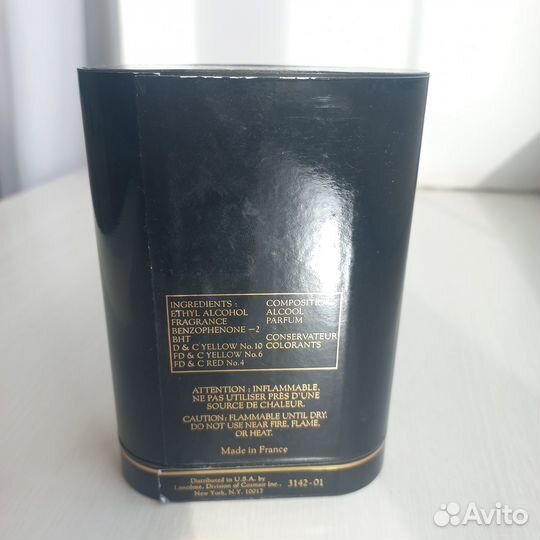 INGREDIENTS : COMPOSITION
ETHYL ALCOHOL ALCOOL
FRAGRANCE PARFUM
BENZOPHENONE -2
BHT CONSERVATEUR
D & C YELLOW No. 10 COLORANTS
FD & C YELLOW No. 6
FD & C RED No. 4
ATTENTION : INFLAMMABLE,
NE PAS UTILISER PRÈS D'UNE
SOURCE DE CHALEUR.
CAUTION: FLAMMABLE UNTIL DRY.
DO NOT USE NEAR FIRE, FLAME,
OR HEAT.
Made in France
Distributed in U.S.A. by
Lancôme, Division of Cosmair Inc., 3142-01
New York, N.Y. 10017
Avito